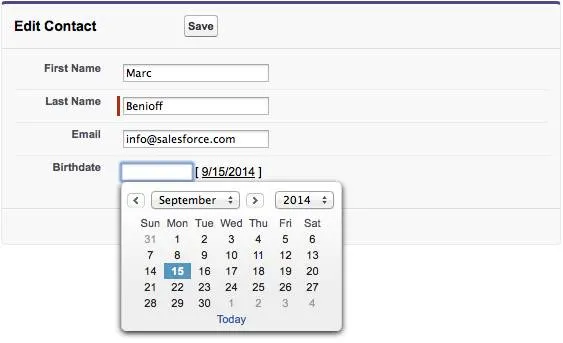 Edit Contact Save
First Name Marc
Last Name Benioff
Email info@salesforce.com
Birthdate [ 9/15/2014 ]
September 2014
Sun Mon Tue Wed Thu Fri Sat
31 1 2 3 4 5 6
7 8 9 10 11 12 13
14 15 16 17 18 19 20
21 22 23 24 25 26 27
28 29 30 1 2 3 4
Today